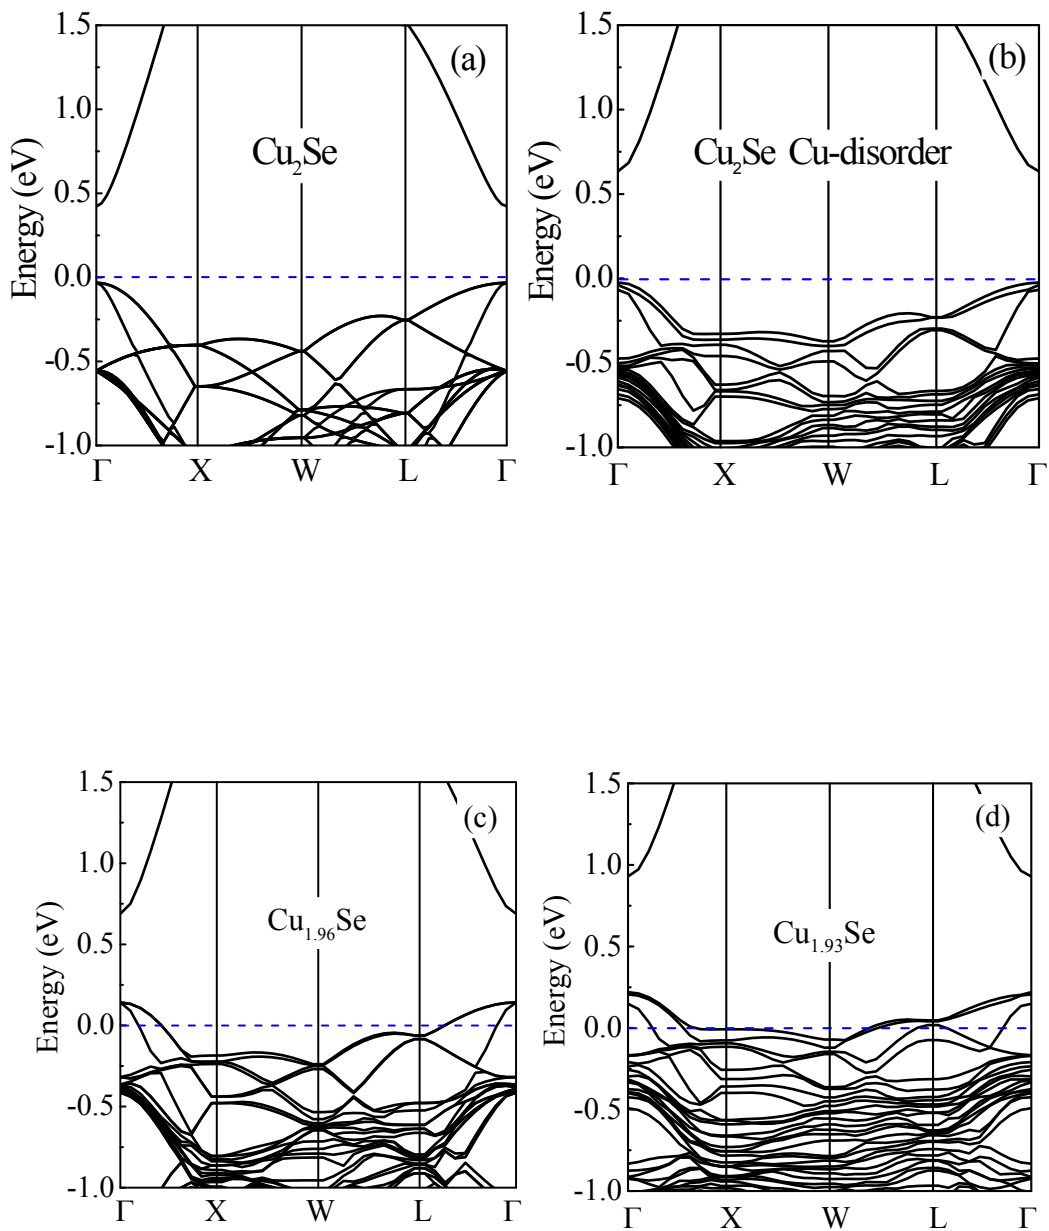 1.5
(a)
1.0
Cu2Se
0.5
0.0
-0.5
-1.0
Energy (eV)
Γ X W L Γ
1.5
(b)
1.0
Cu2Se Cu-disorder
0.5
0.0
-0.5
-1.0
Energy (eV)
Γ X W L Γ
1.5
(c)
1.0
Cu1.96Se
0.5
0.0
-0.5
-1.0
Energy (eV)
Γ X W L Γ
1.5
(d)
1.0
Cu1.93Se
0.5
0.0
-0.5
-1.0
Energy (eV)
Γ X W L Γ